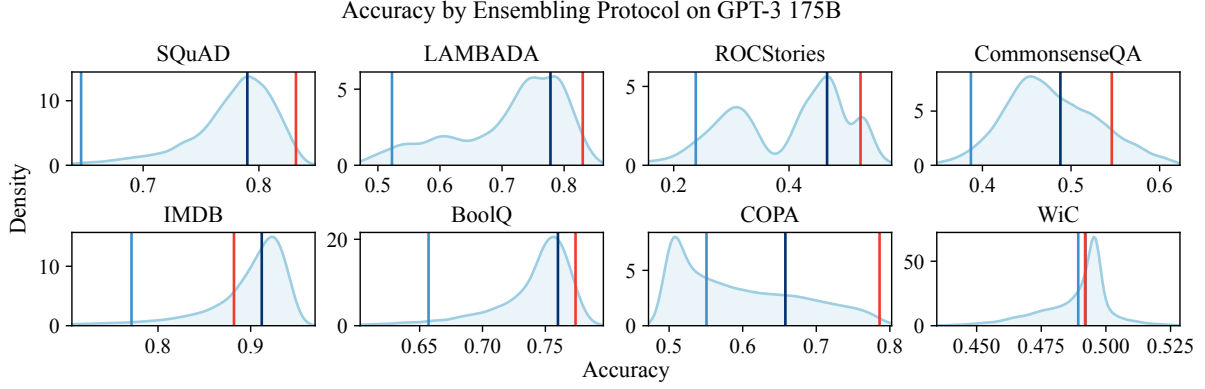 Accuracy by Ensembling Protocol on GPT-3 175B
SQuAD
LAMBADA
ROCStories
CommonsenseQA
10
0
0.7 0.8
5
0
0.5 0.6 0.7 0.8
5
0
0.2 0.4
5
0
0.4 0.5 0.6
Density
IMDB
BoolQ
COPA
WiC
10
0
0.8 0.9
20
10
0
0.65 0.70 0.75
5
0
0.5 0.6 0.7 0.8
50
0
0.450 0.475 0.500 0.525
Accuracy